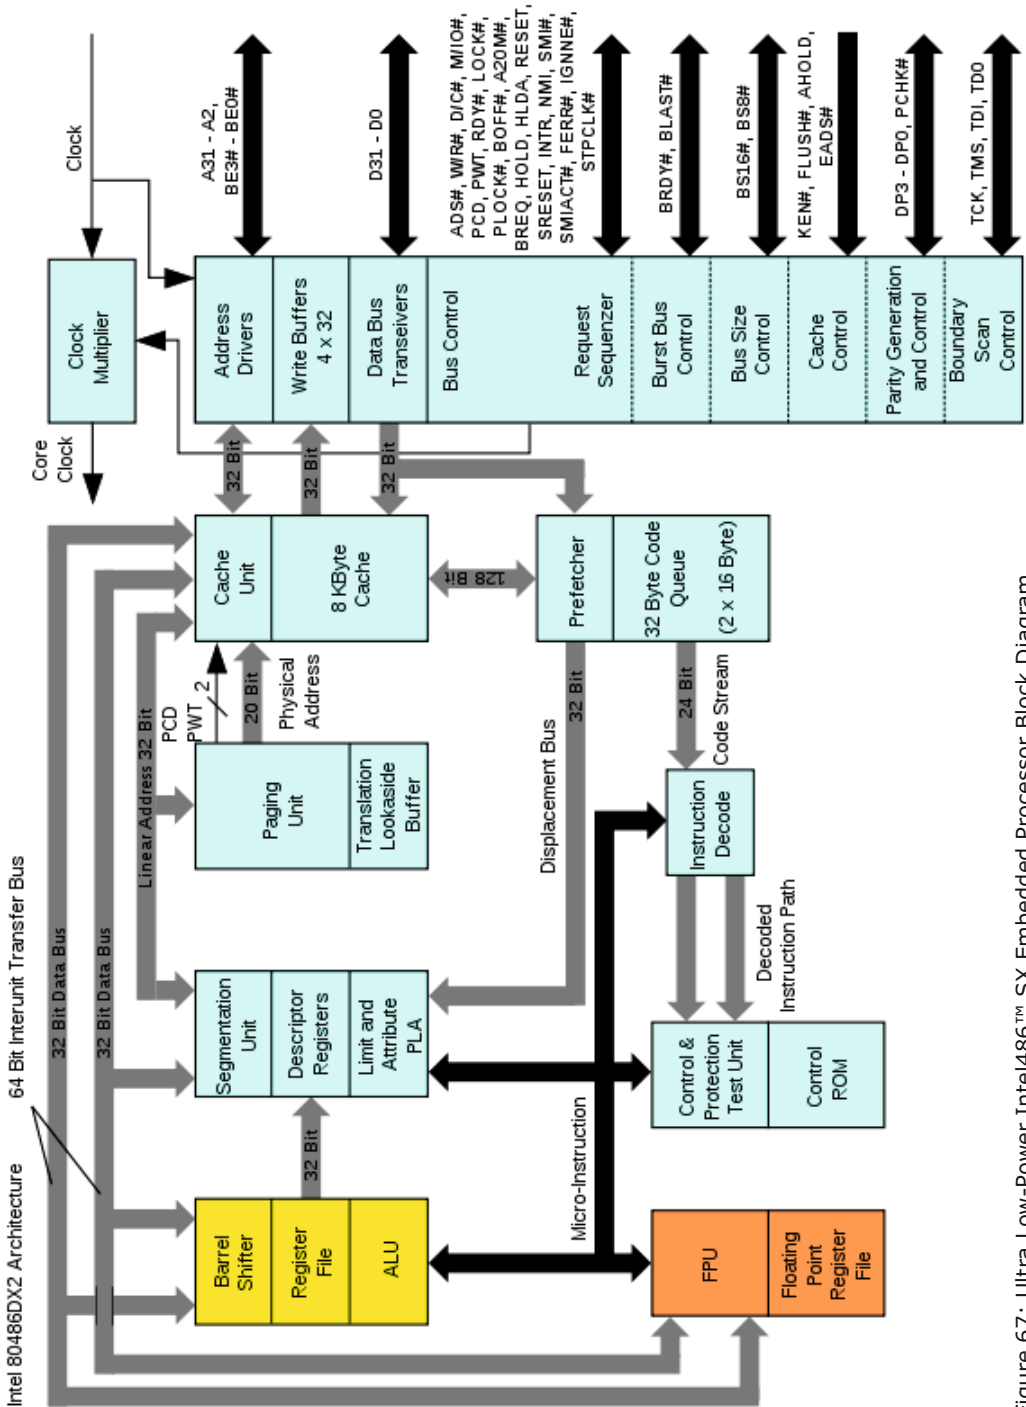 Intel 80486DX2 Architecture
64 Bit Interunit Transfer Bus
32 Bit Data Bus
32 Bit Data Bus
Linear Address 32 Bit
PCD
PWT
2
20 Bit
Physical
Address
Core
Clock
Clock
Clock
Multiplier
Barrel
Shifter
Register
File
ALU
32 Bit
Segmentation
Unit
Descriptor
Registers
Limit and
Attribute
PLA
Paging
Unit
Translation
Lookaside
Buffer
Cache
Unit
8 KByte
Cache
32 Bit
32 Bit
32 Bit
128 Bit
Address
Drivers
Write Buffers
4 x 32
Data Bus
Transeivers
Bus Control
Request
Sequenzer
Burst Bus
Control
Bus Size
Control
Cache
Control
Parity Generation
and Control
Boundary
Scan
Control
A31 - A2,
BE3# - BE0#
D31 - D0
ADS#, W/R#, D/C#, M/IO#,
PCD, PWT, RDY#, LOCK#,
PLOCK#, BOFF#, A20M#,
BREQ, HOLD, HLDA, RESET,
SRESET, INTR, NMI, SMI#,
SMIACT#, FERR#, IGNNE#,
STPCLK#
BRDY#, BLAST#
BS16#, BS8#
KEN#, FLUSH#, AHOLD,
EADS#
DP3 - DP0, PCHK#
TCK, TMS, TDI, TD0
Micro-Instruction
Displacement Bus
32 Bit
Prefetcher
32 Byte Code
Queue
(2 x 16 Byte)
24 Bit
Code Stream
Instruction
Decode
Decoded
Instruction Path
Control &
Protection
Test Unit
Control
ROM
FPU
Floating
Point
Register
File
Figure 67: Ultra Low-Power Intel486™ SX Embedded Processor Block Diagram